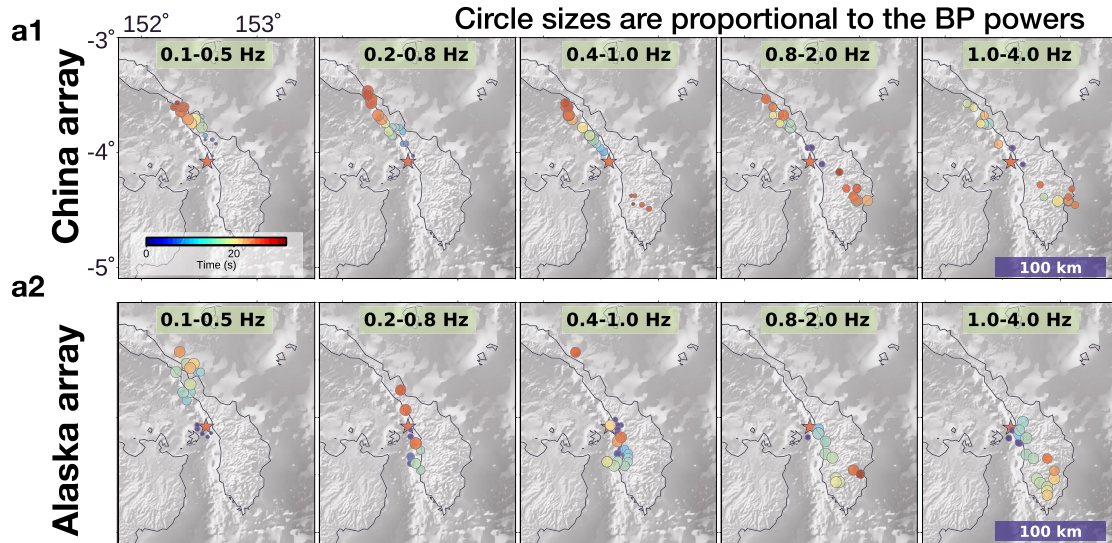 Circle sizes are proportional to the BP powers
a1
152° 153°
-3°
-4°
-5°
China array
0.1-0.5 Hz
0.2-0.8 Hz
0.4-1.0 Hz
0.8-2.0 Hz
1.0-4.0 Hz
0 20
Time (s)
100 km
a2
Alaska array
0.1-0.5 Hz
0.2-0.8 Hz
0.4-1.0 Hz
0.8-2.0 Hz
1.0-4.0 Hz
100 km